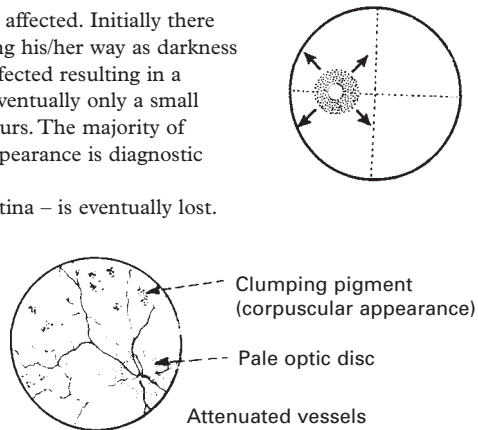 affected. Initially there
ng his/her way as darkness
fected resulting in a
ventually only a small
urs. The majority of
pearance is diagnostic
tina – is eventually lost.
Clumping pigment
(corpuscular appearance)
Pale optic disc
Attenuated vessels